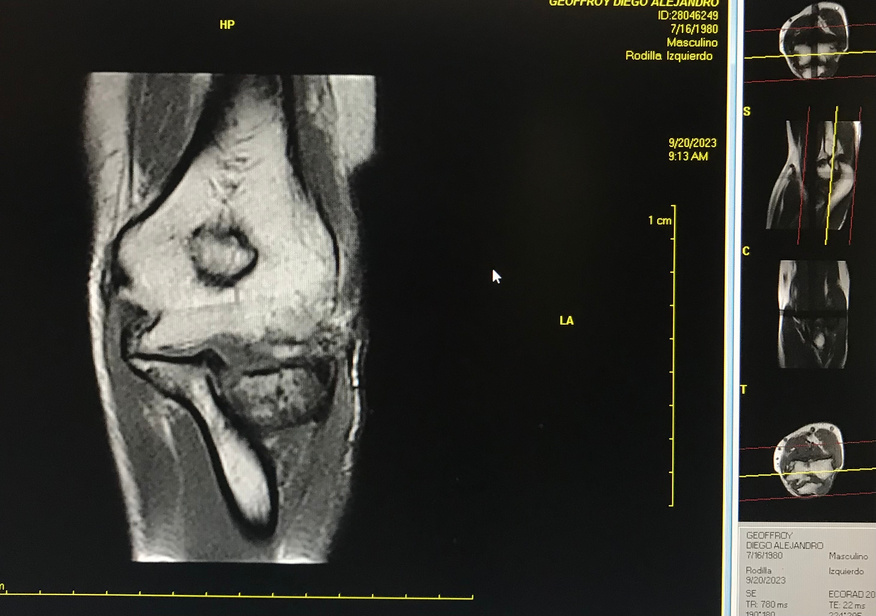 HP
GEOFFROY DIEGO ALEJANDRO
ID:28046249
7/16/1980
Masculino
Rodilla Izquierdo
9/20/2023
9:13 AM
1 cm
LA
S
C
T
GEOFFROY
DIEGO ALEJANDRO
7/16/1980 Masculino
Rodilla Izquierdo
9/20/2023
SE ECORAD 20
TR: 780 ms TE: 22 ms